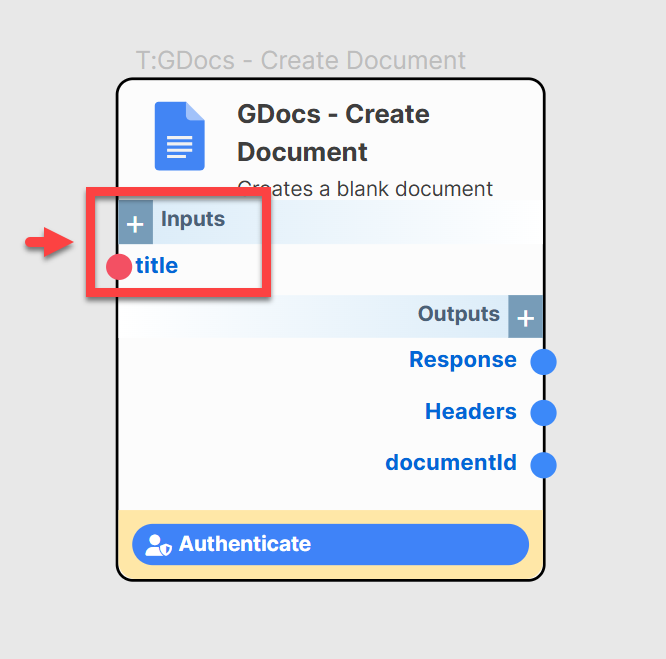 T:GDocs - Create Document
GDocs - Create
Document
Creates a blank document
+ Inputs
title
Outputs +
Response
Headers
documentId
Authenticate